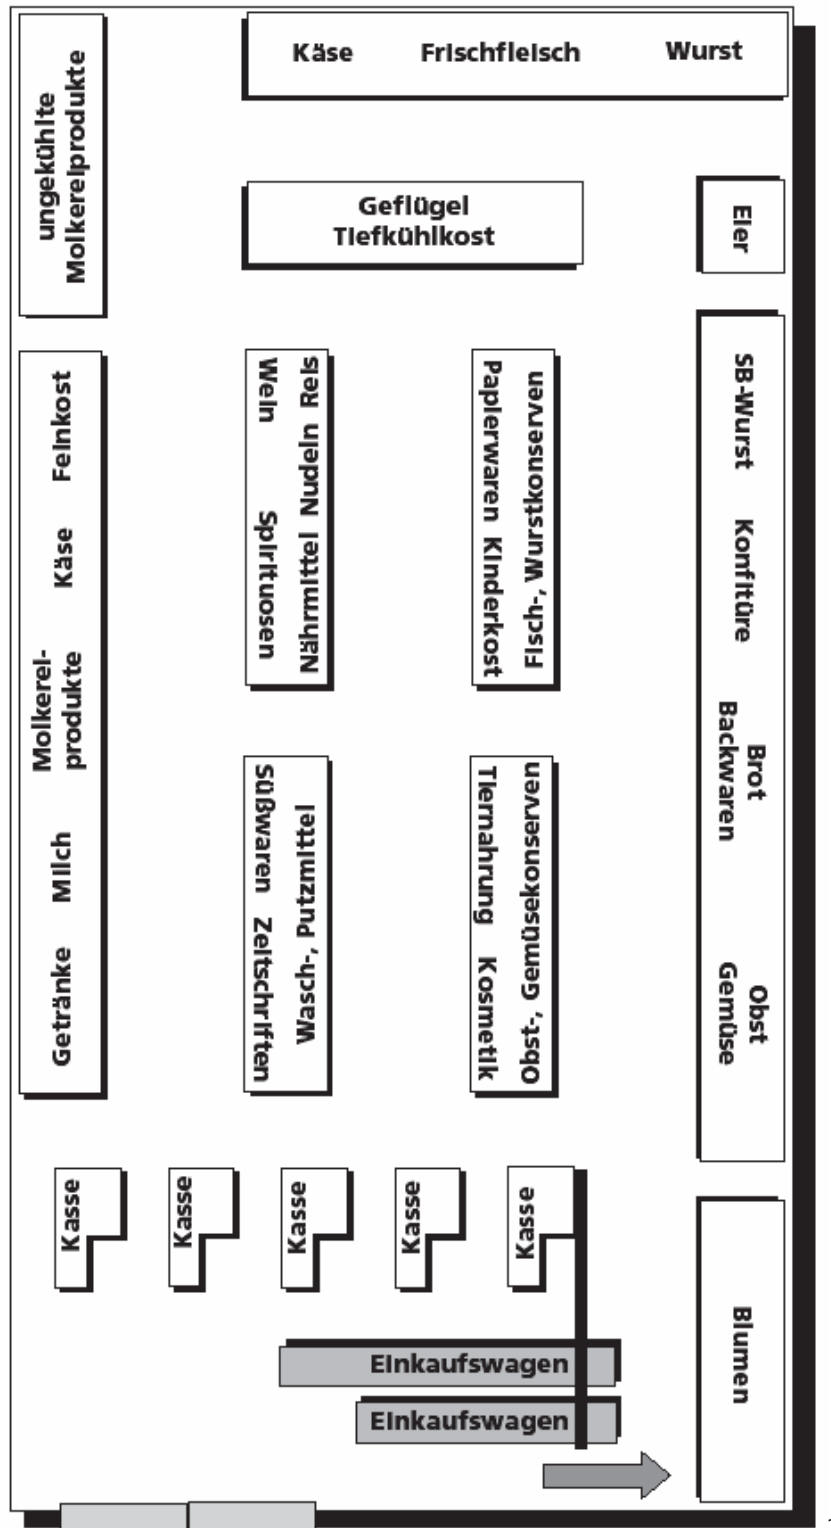 ungekühlte
Molkereiprodukte
Käse Frischfleisch Wurst
Geflügel
Tiefkühlkost
Eier
Feinkost
Käse
Molkerei-
produkte
Milch
Getränke
Wein Spirituosen
Nährmittel Nudeln Reis
Papierwaren Kinderkost
Fisch-, Wurstkonserven
SB-Wurst
Konfitüre
Brot
Backwaren
Obst
Gemüse
Süßwaren Zeitschriften
Wasch-, Putzmittel
Tiernahrung Kosmetik
Obst-, Gemüsekonserven
Kasse
Kasse
Kasse
Kasse
Kasse
Einkaufswagen
Einkaufswagen
Blumen